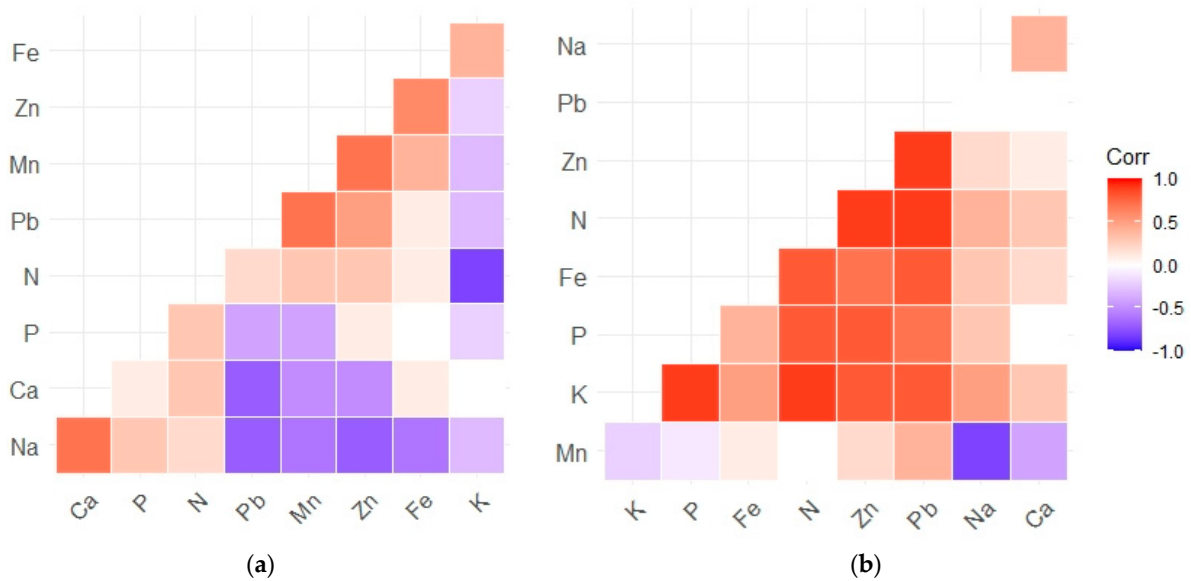 Fe
Zn
Mn
Pb
N
P
Ca
Na
Ca P N Pb Mn Zn Fe K
(a)
Na
Pb
Zn
N
Fe
P
K
Mn
K P Fe N Zn Pb Na Ca
(b)
Corr
1.0
0.5
0.0
-0.5
-1.0